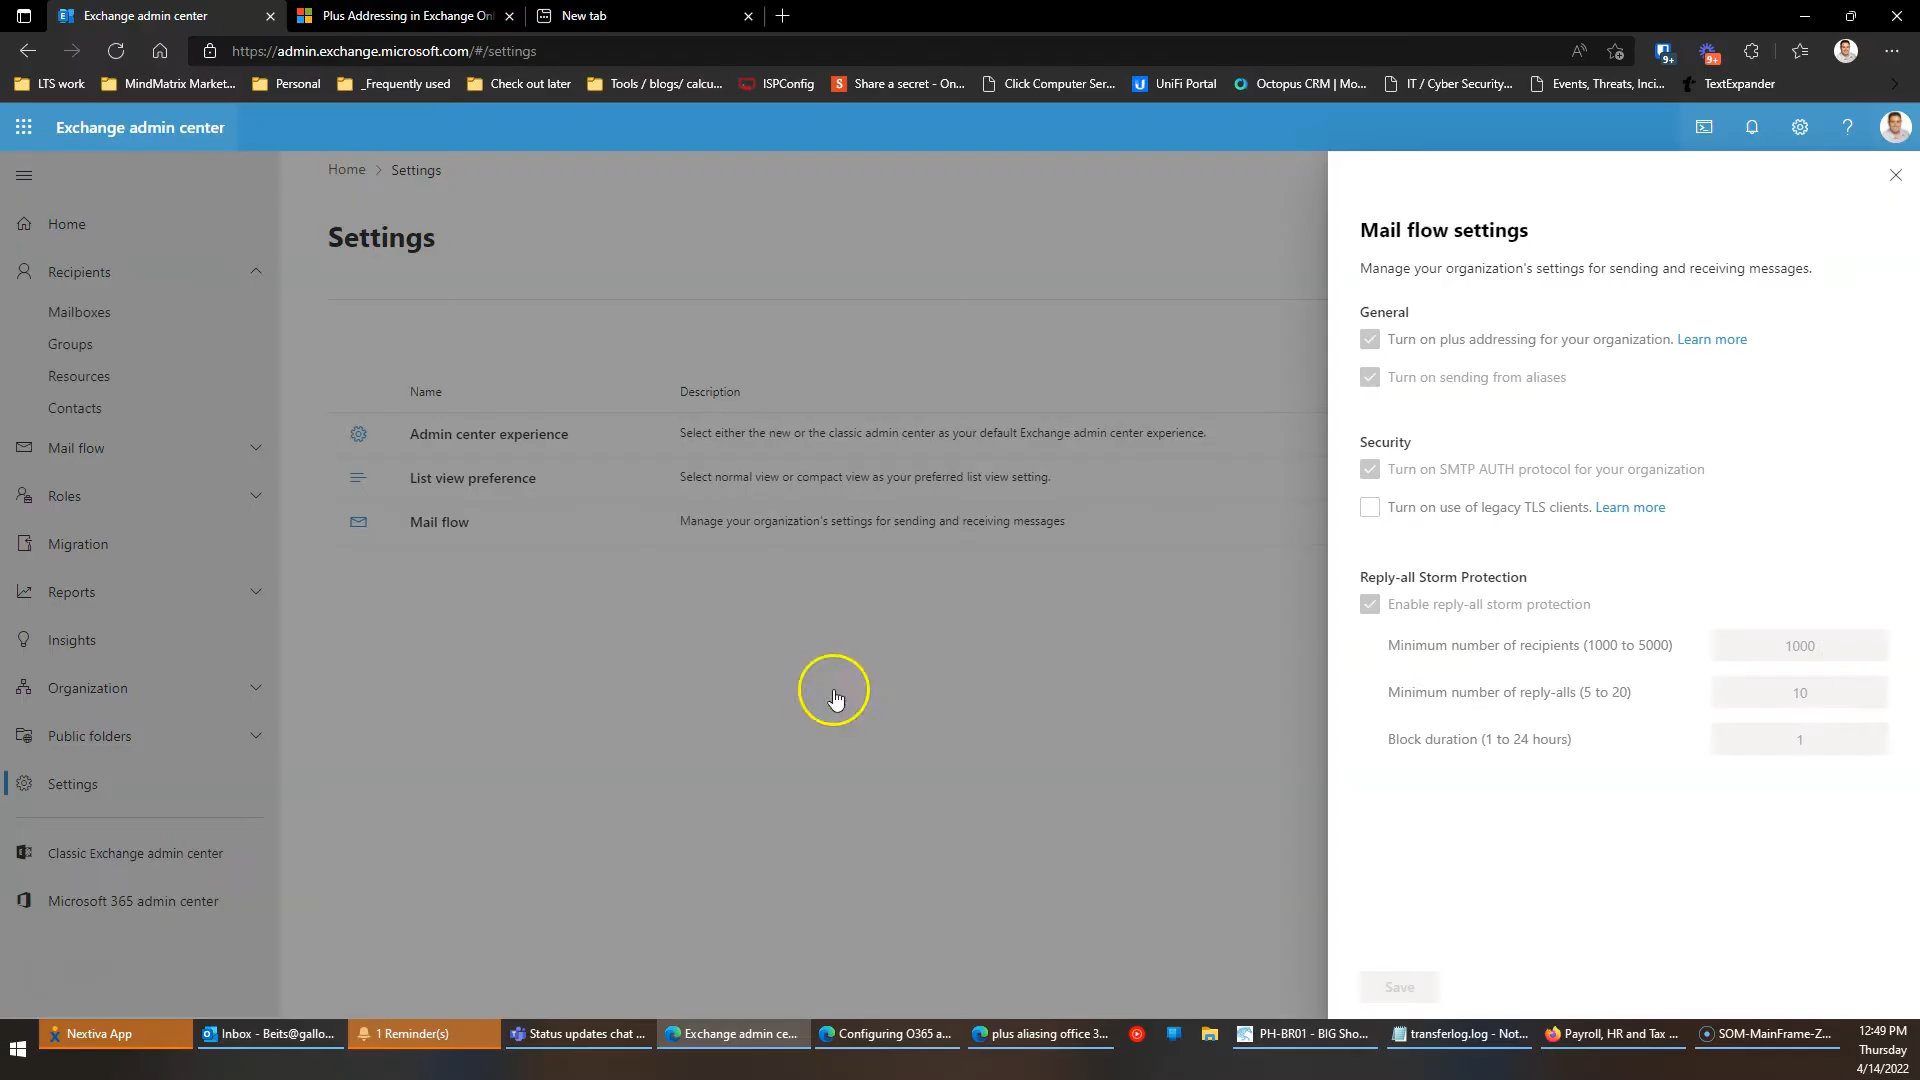 Exchange admin center
Plus Addressing in Exchange Onl
New tab
https://admin.exchange.microsoft.com/#/settings
9+
9+
LTS work
MindMatrix Market...
Personal
_Frequently used
Check out later
Tools / blogs/ calcu...
ISPConfig
Share a secret - On...
Click Computer Ser...
UniFi Portal
Octopus CRM | Mo...
IT / Cyber Security...
Events, Threats, Inci...
TextExpander
Exchange admin center
Home
Recipients
Mailboxes
Groups
Resources
Contacts
Mail flow
Roles
Migration
Reports
Insights
Organization
Public folders
Settings
Classic Exchange admin center
Microsoft 365 admin center
Home > Settings
Settings
Name Description
Admin center experience Select either the new or the classic admin center as your default Exchange admin center experience.
List view preference Select normal view or compact view as your preferred list view setting.
Mail flow Manage your organization's settings for sending and receiving messages
Mail flow settings
Manage your organization's settings for sending and receiving messages.
General
Turn on plus addressing for your organization. Learn more
Turn on sending from aliases
Security
Turn on SMTP AUTH protocol for your organization
Turn on use of legacy TLS clients. Learn more
Reply-all Storm Protection
Enable reply-all storm protection
Minimum number of recipients (1000 to 5000) 1000
Minimum number of reply-alls (5 to 20) 10
Block duration (1 to 24 hours) 1
Save
Nextiva App
Inbox - Beits@gallo...
1 Reminder(s)
Status updates chat ...
Exchange admin ce...
Configuring O365 a...
plus aliasing office 3...
PH-BR01 - BIG Sho...
transferlog.log - Not...
Payroll, HR and Tax ...
SOM-MainFrame-Z...
12:49 PM
Thursday
4/14/2022